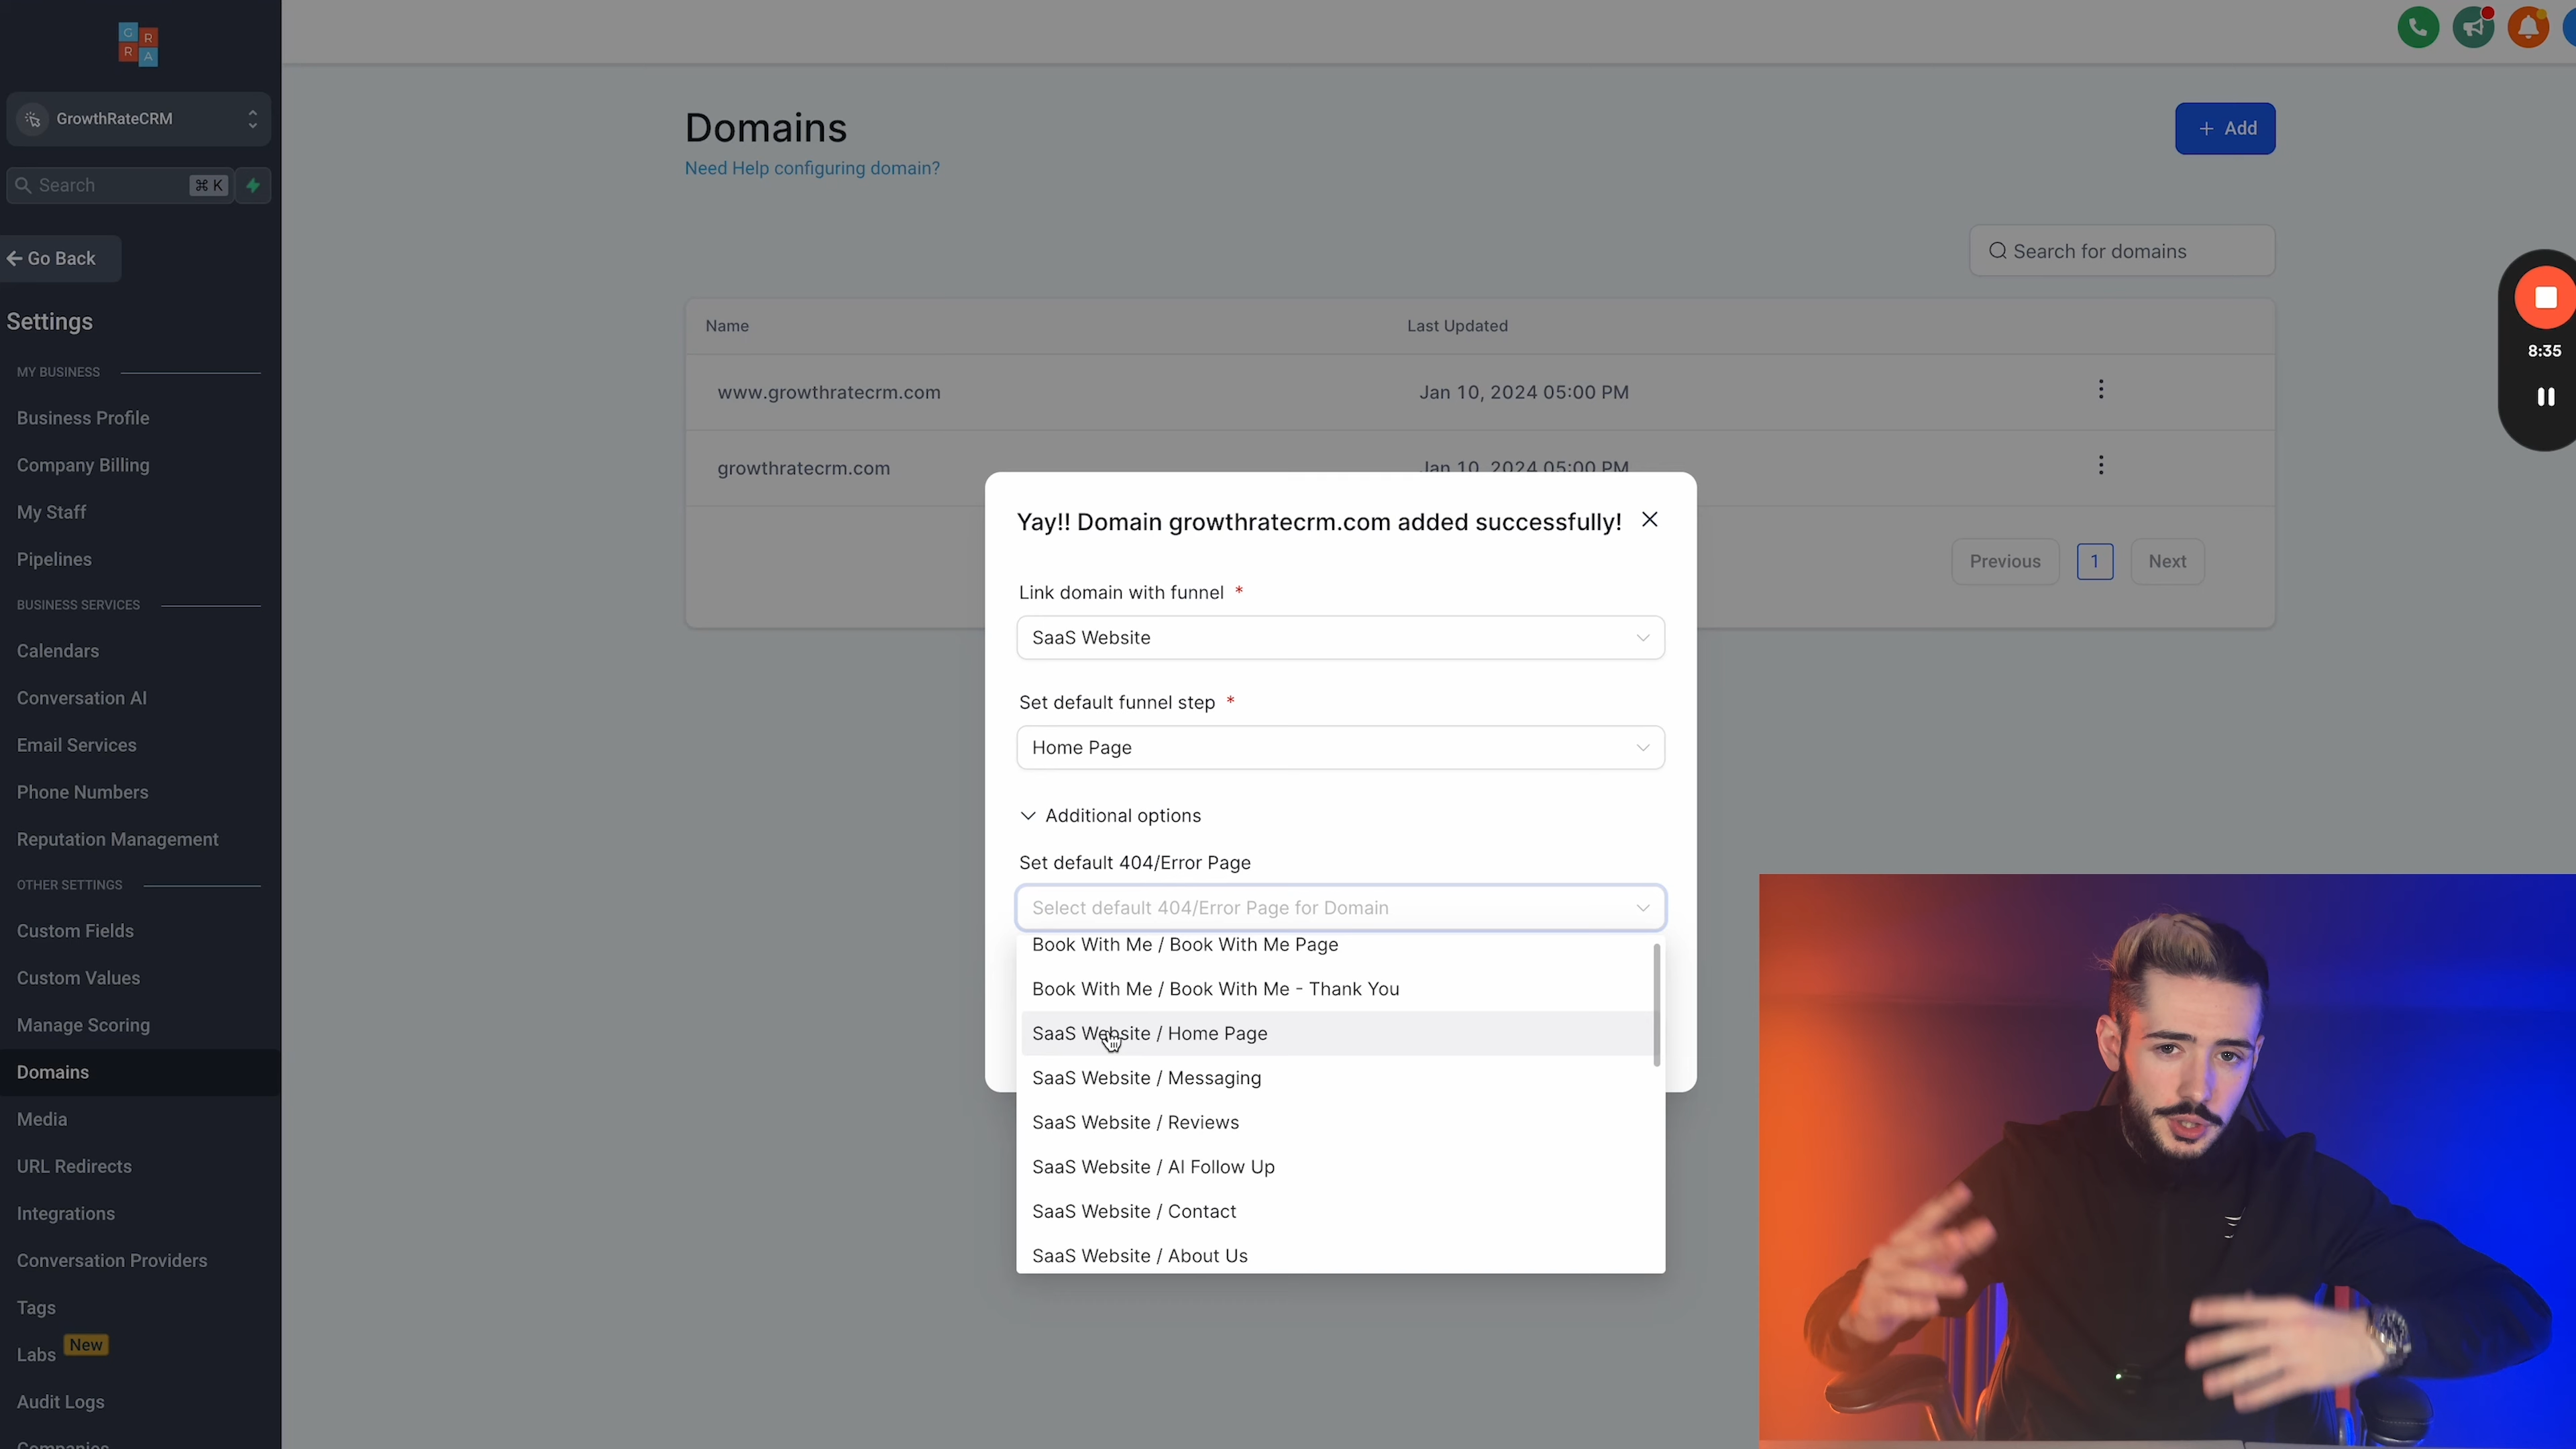 G R
R A
GrowthRateCRM
Search ⌘ K
Go Back
Settings
MY BUSINESS
Business Profile
Company Billing
My Staff
Pipelines
BUSINESS SERVICES
Calendars
Conversation AI
Email Services
Phone Numbers
Reputation Management
OTHER SETTINGS
Custom Fields
Custom Values
Manage Scoring
Domains
Media
URL Redirects
Integrations
Conversation Providers
Tags
Labs New
Audit Logs
Companies
Domains
+ Add
Need Help configuring domain?
Search for domains
Name Last Updated
www.growthratecrm.com Jan 10, 2024 05:00 PM
growthratecrm.com Jan 10, 2024 05:00 PM
Previous 1 Next
Yay!! Domain growthratecrm.com added successfully!
Link domain with funnel *
SaaS Website
Set default funnel step *
Home Page
Additional options
Set default 404/Error Page
Select default 404/Error Page for Domain
Book With Me / Book With Me Page
Book With Me / Book With Me - Thank You
SaaS Website / Home Page
SaaS Website / Messaging
SaaS Website / Reviews
SaaS Website / AI Follow Up
SaaS Website / Contact
SaaS Website / About Us
8:35